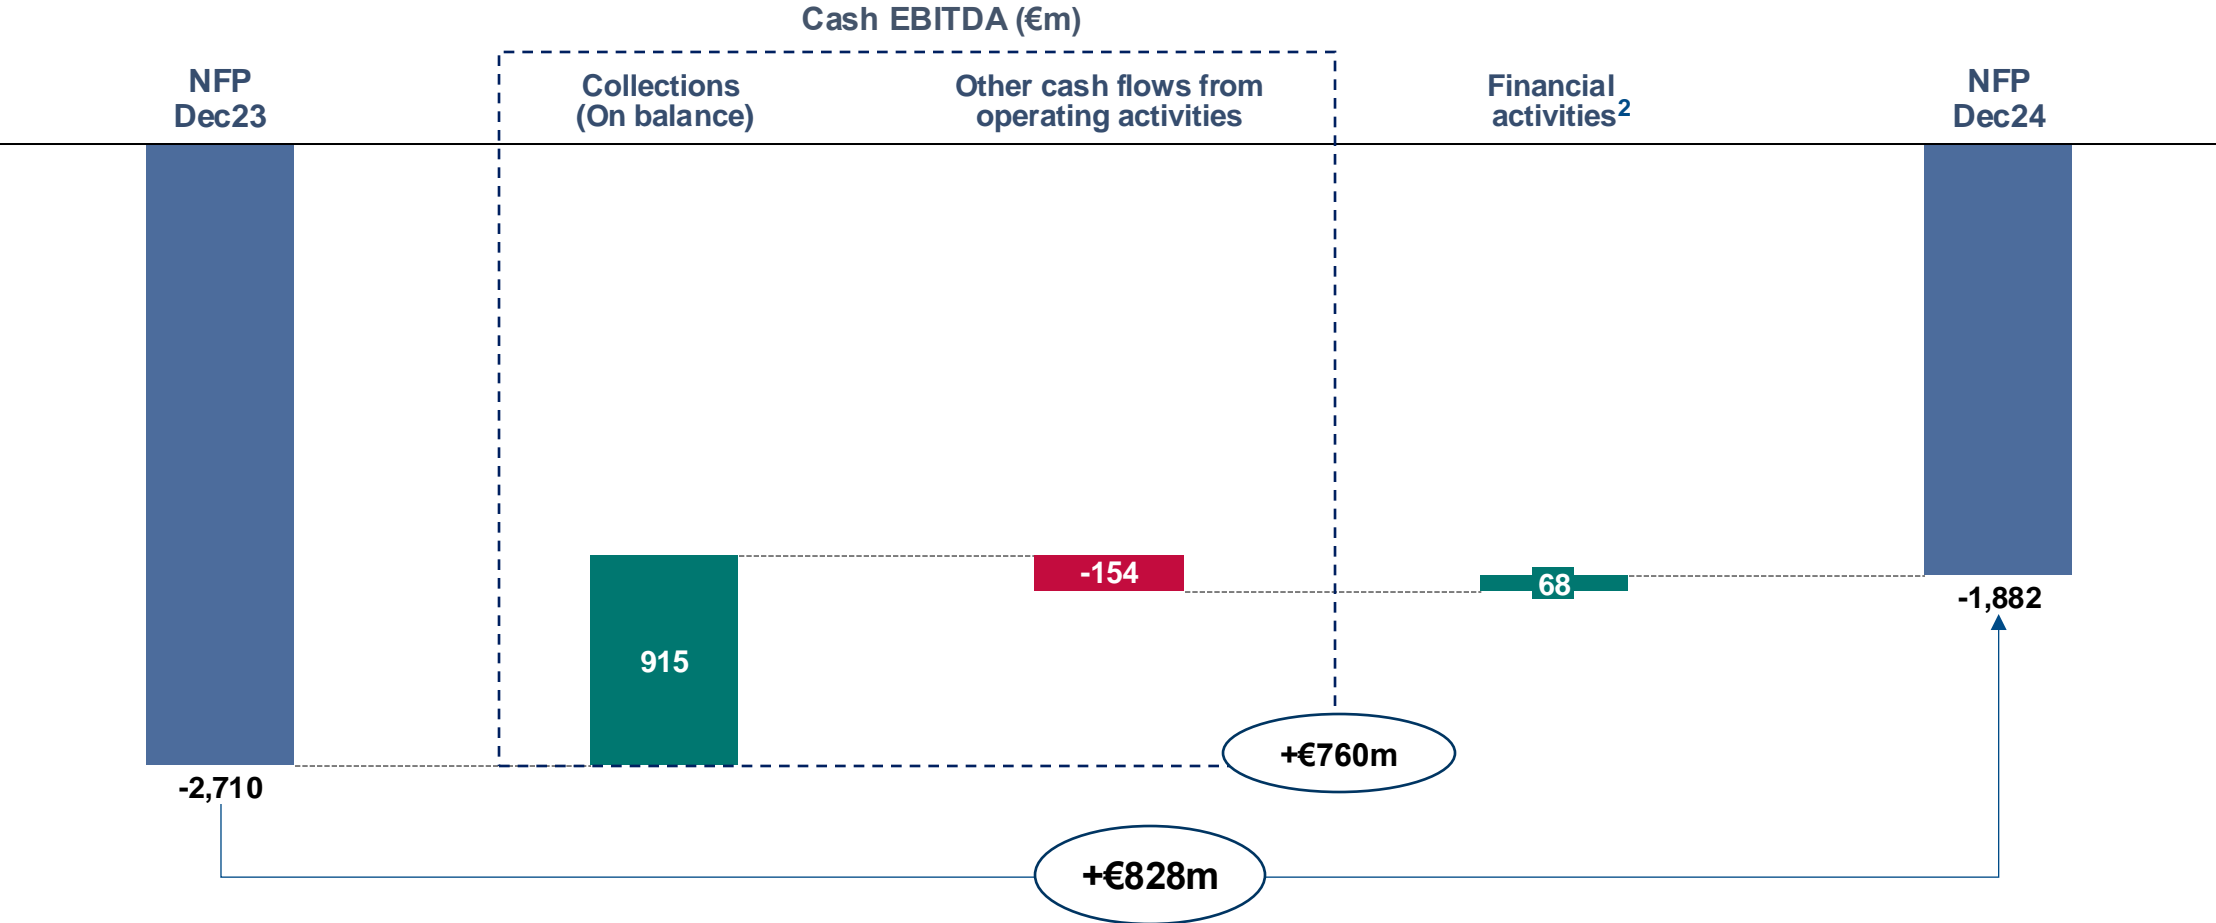 Cash EBITDA (€m)
NFP
Dec23
Collections
(On balance)
Other cash flows from
operating activities
Financial
activities2
NFP
Dec24
-154
68
-1,882
915
+€760m
-2,710
+€828m